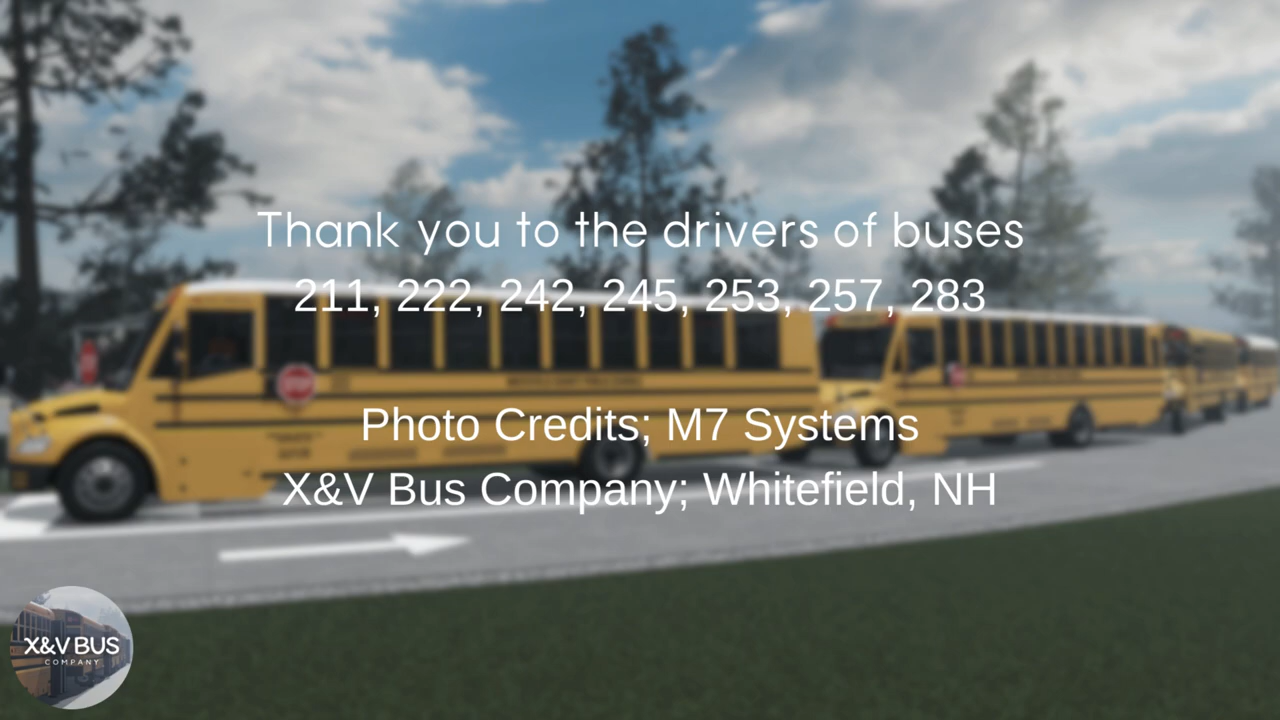 Thank you to the drivers of buses
211, 222, 242, 245, 253, 257, 283
STOP
Photo Credits; M7 Systems
X&V Bus Company; Whitefield, NH
X&V BUS
COMPANY